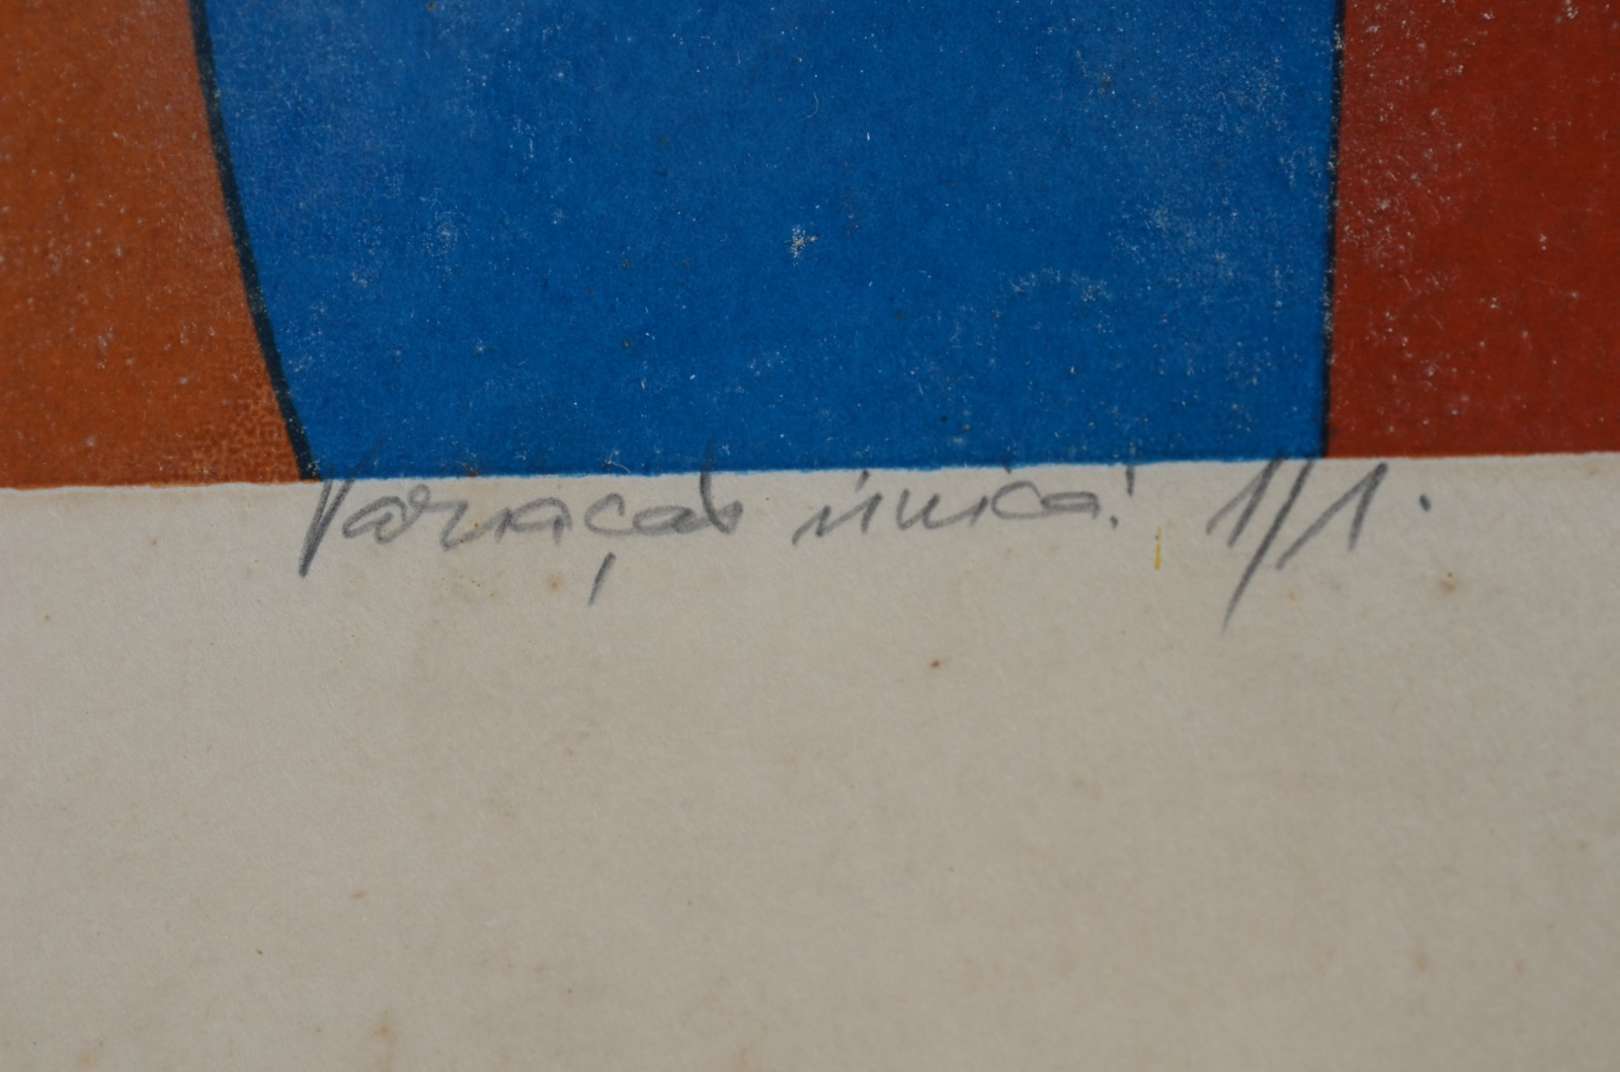 Variação única! 1/1.